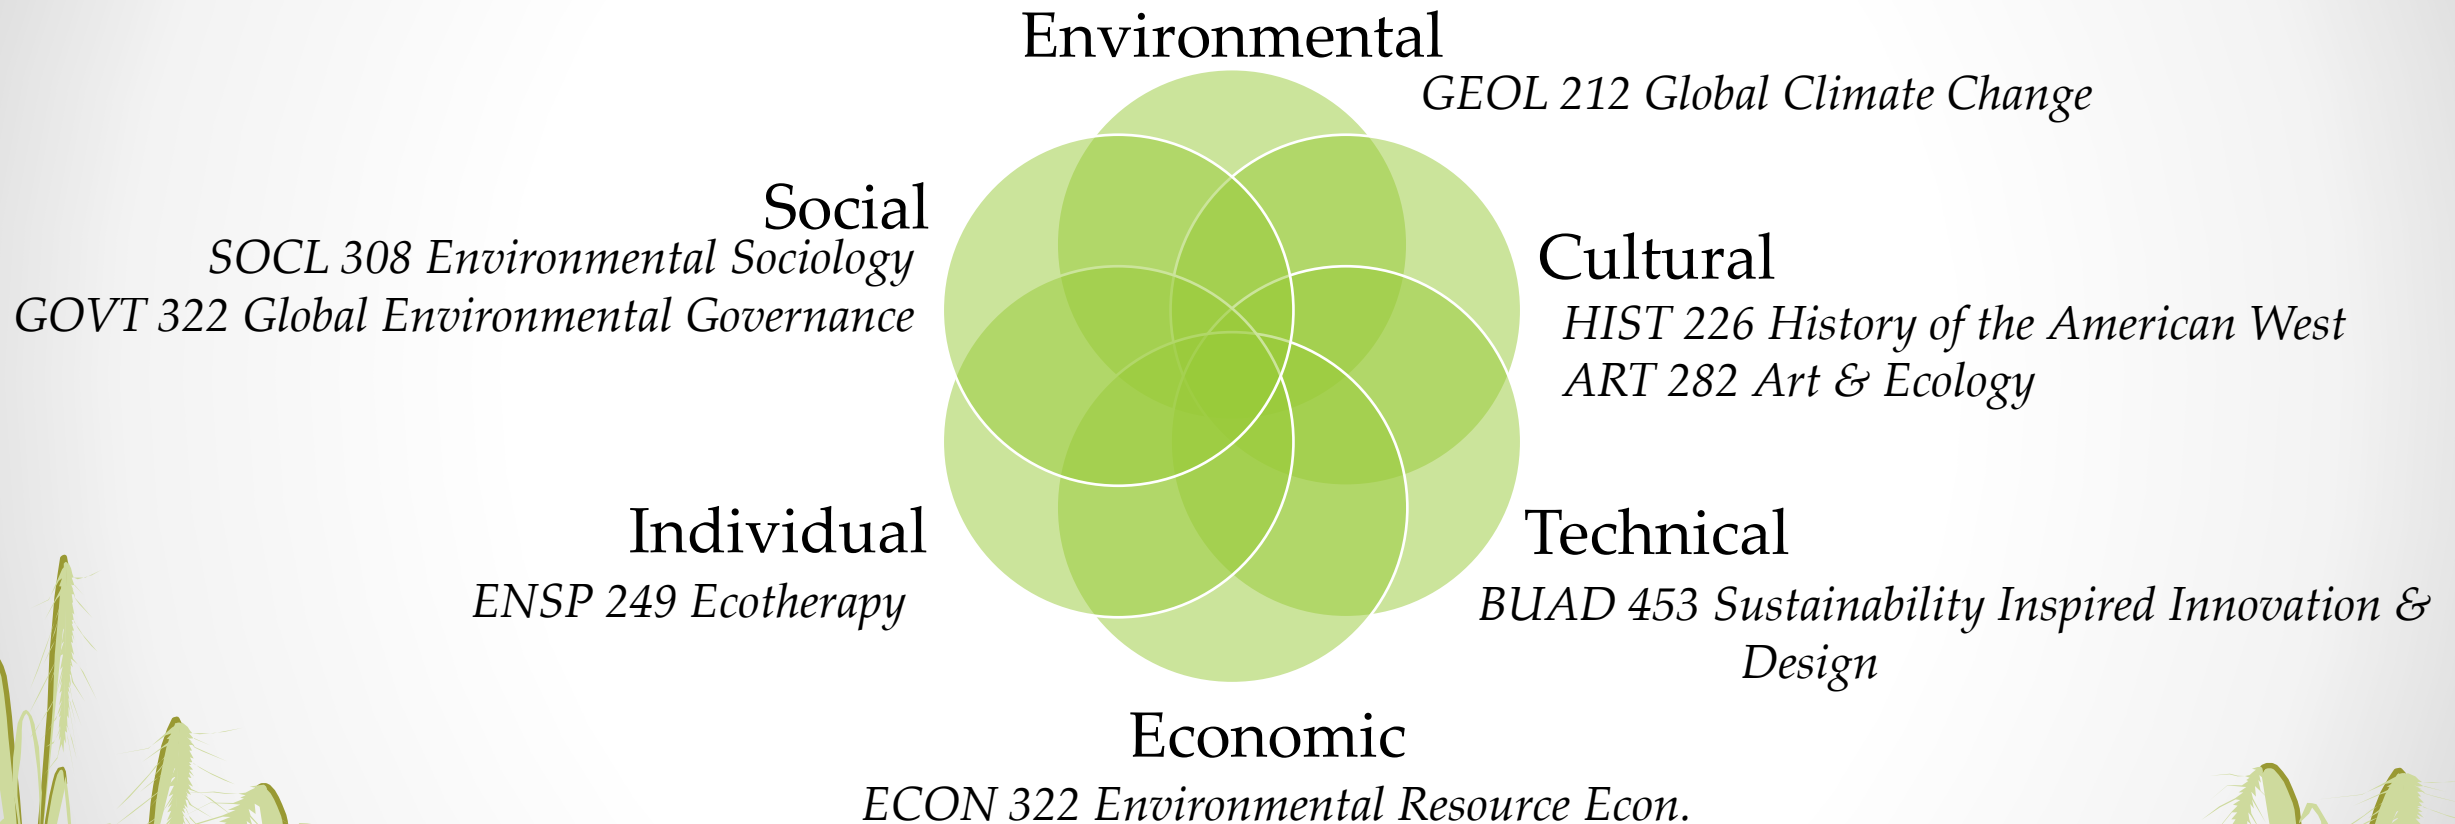 Environmental
GEOL 212 Global Climate Change
Social
SOCL 308 Environmental Sociology
GOVT 322 Global Environmental Governance
Cultural
HIST 226 History of the American West
ART 282 Art & Ecology
Individual
ENSP 249 Ecotherapy
Technical
BUAD 453 Sustainability Inspired Innovation &
Design
Economic
ECON 322 Environmental Resource Econ.